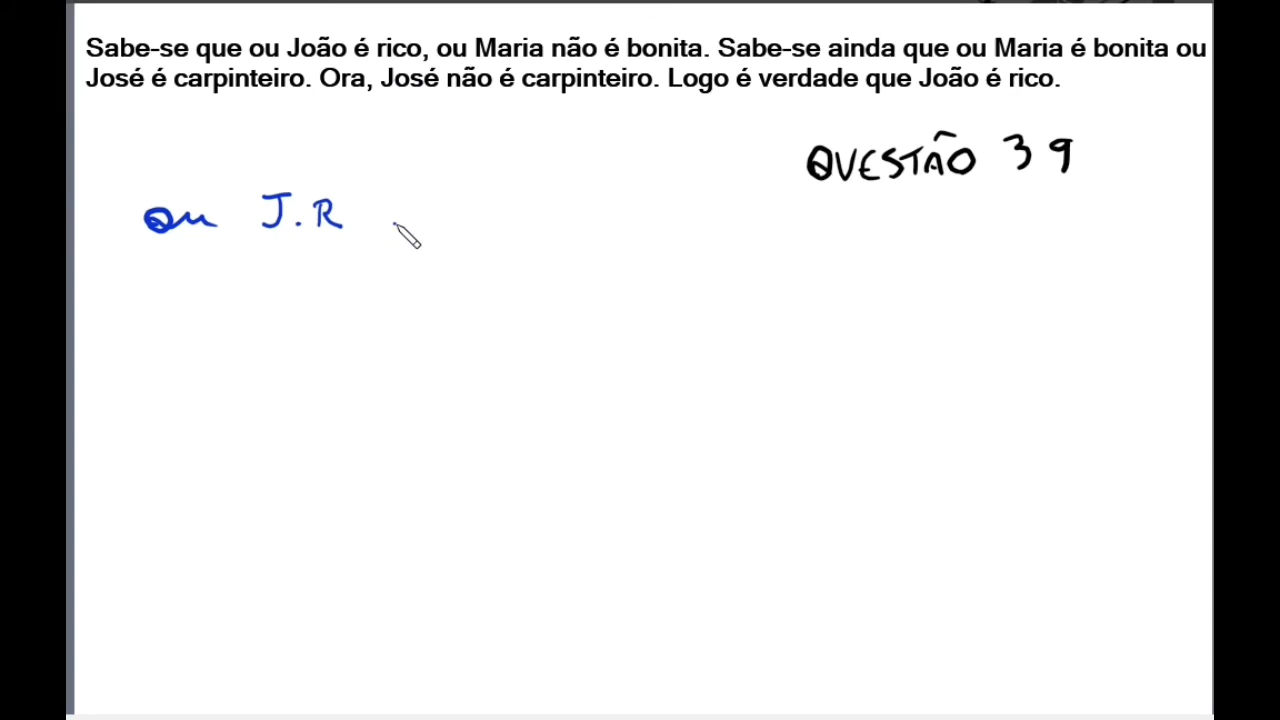 Sabe-se que ou João é rico, ou Maria não é bonita. Sabe-se ainda que ou Maria é bonita ou
José é carpinteiro. Ora, José não é carpinteiro. Logo é verdade que João é rico.
QUESTÃO 39
ou J.R